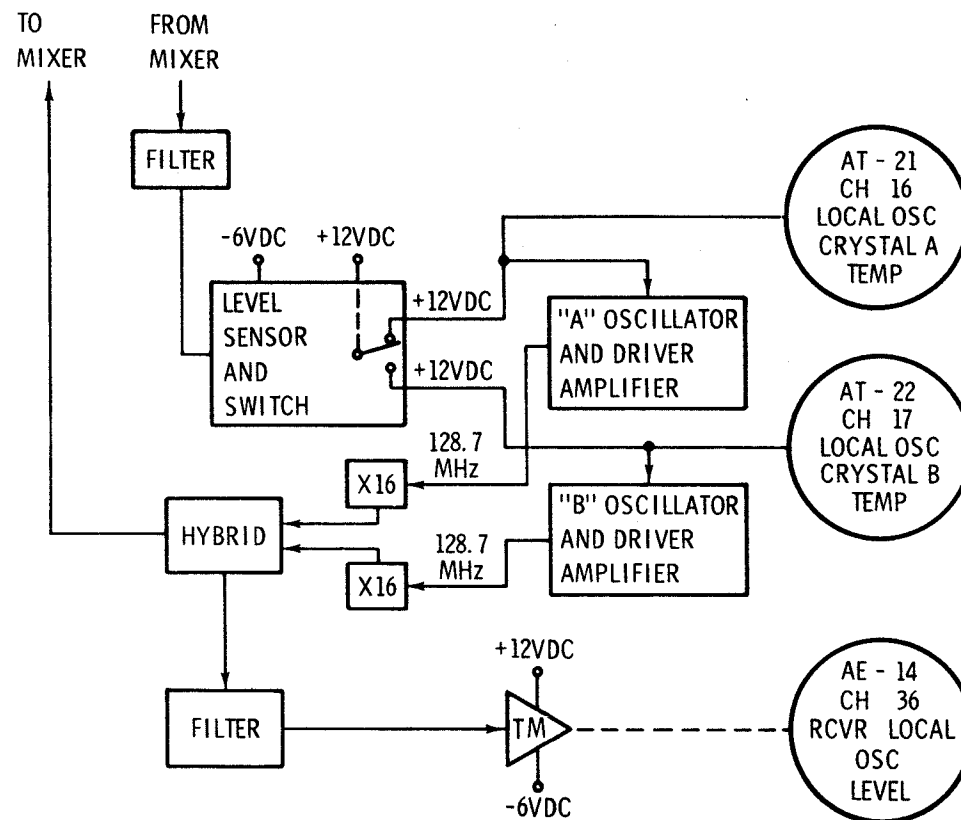 TO
MIXER
FROM
MIXER
FILTER
AT - 21
CH 16
LOCAL OSC
CRYSTAL A
TEMP
-6VDC
+12VDC
LEVEL
SENSOR
AND
SWITCH
+12VDC
+12VDC
"A" OSCILLATOR
AND DRIVER
AMPLIFIER
AT - 22
CH 17
LOCAL OSC
CRYSTAL B
TEMP
128.7
MHz
X16
HYBRID
"B" OSCILLATOR
AND DRIVER
AMPLIFIER
128.7
MHz
X16
+12VDC
FILTER
TM
-6VDC
AE - 14
CH 36
RCVR LOCAL
OSC
LEVEL